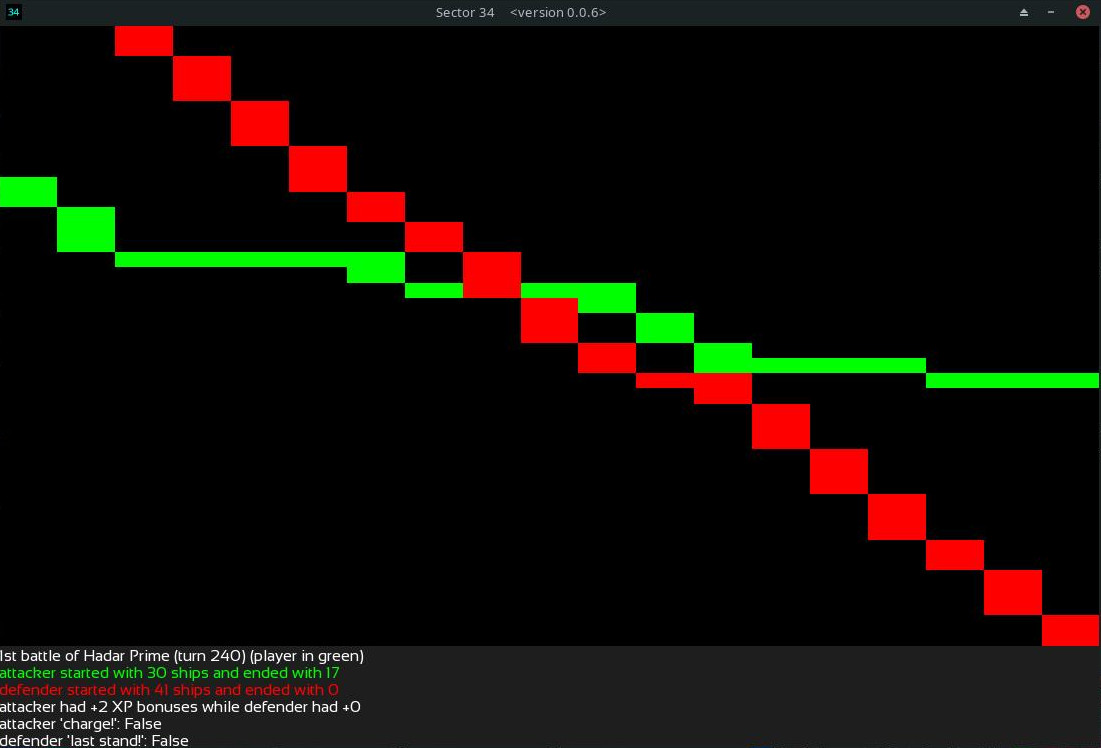 34 Sector 34 <version 0.0.6>
1st battle of Hadar Prime (turn 240) (player in green)
attacker started with 30 ships and ended with 17
defender started with 41 ships and ended with 0
attacker had +2 XP bonuses while defender had +0
attacker 'charge!': False
defender 'last stand!': False